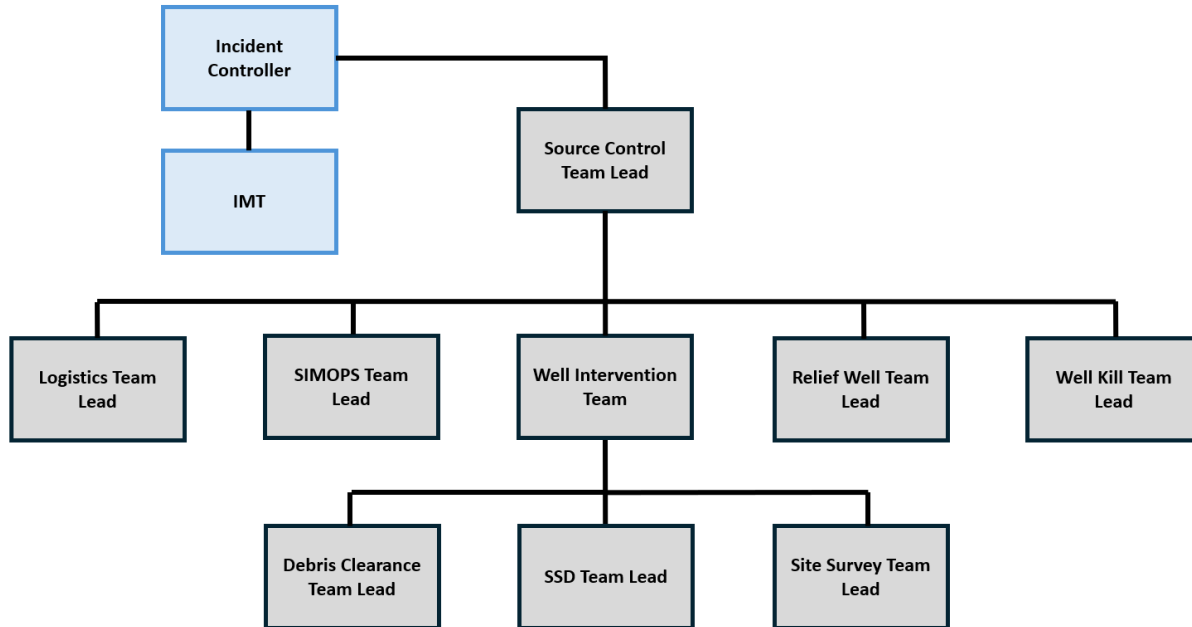 Incident
Controller
IMT
Source Control
Team Lead
Logistics Team
Lead
SIMOPS Team
Lead
Well Intervention
Team
Relief Well Team
Lead
Well Kill Team
Lead
Debris Clearance
Team Lead
SSD Team Lead
Site Survey Team
Lead